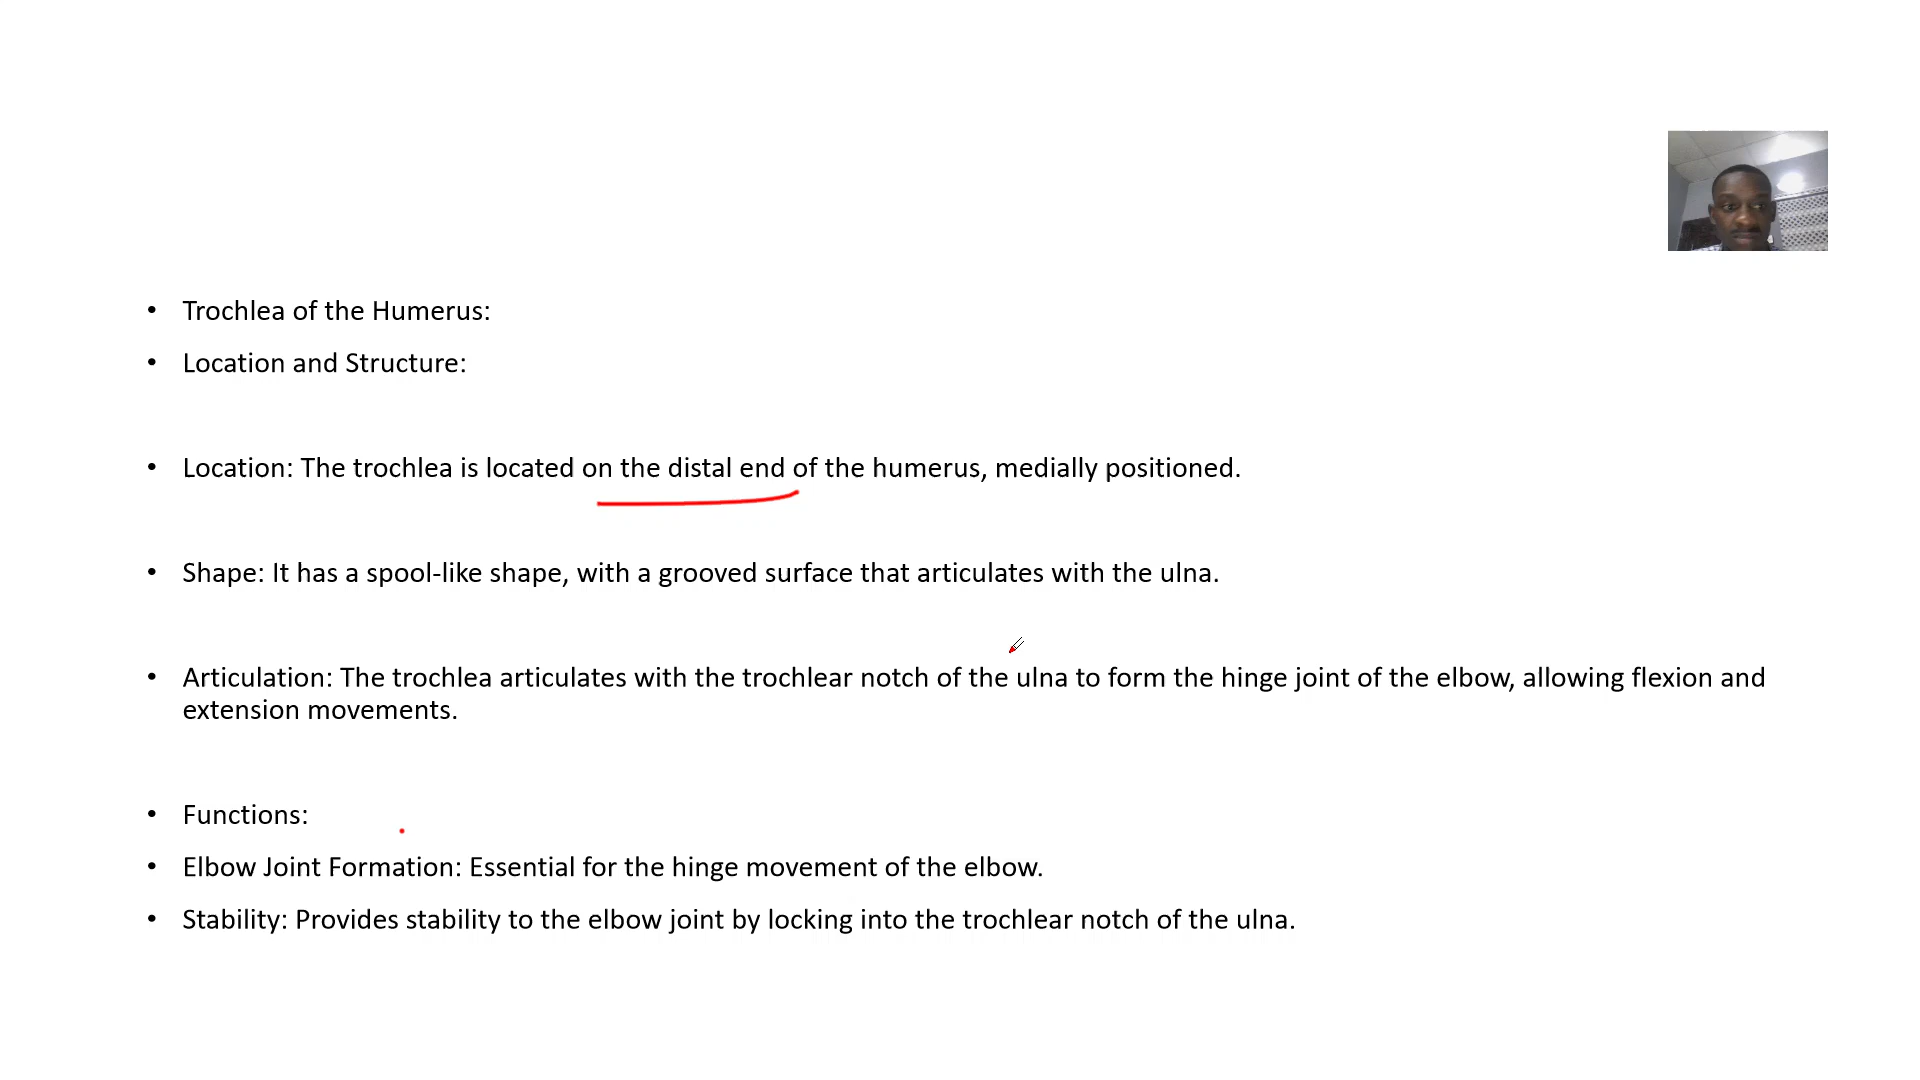 • Trochlea of the Humerus:
• Location and Structure:
• Location: The trochlea is located on the distal end of the humerus, medially positioned.
• Shape: It has a spool-like shape, with a grooved surface that articulates with the ulna.
• Articulation: The trochlea articulates with the trochlear notch of the ulna to form the hinge joint of the elbow, allowing flexion and
extension movements.
• Functions:
• Elbow Joint Formation: Essential for the hinge movement of the elbow.
• Stability: Provides stability to the elbow joint by locking into the trochlear notch of the ulna.